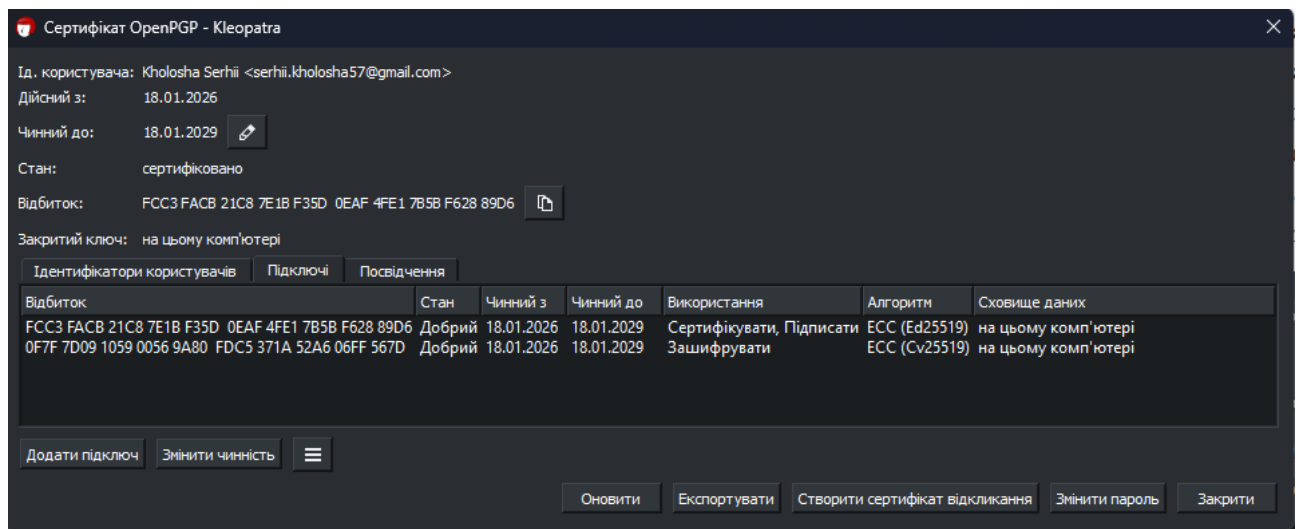 Сертифікат OpenPGP - Kleopatra
Ід. користувача: Kholosha Serhii <serhii.kholosha57@gmail.com>
Дійсний з: 18.01.2026
Чинний до: 18.01.2029
Стан: сертифіковано
Відбиток: FCC3 FACB 21C8 7E1B F35D 0EAF 4FE1 7B5B F628 89D6
Закритий ключ: на цьому комп'ютері
Ідентифікатори користувачів Підключі Посвідчення
Відбиток Стан Чинний з Чинний до Використання Алгоритм Сховище даних
FCC3 FACB 21C8 7E1B F35D 0EAF 4FE1 7B5B F628 89D6 Добрий 18.01.2026 18.01.2029 Сертифікувати, Підписати ECC (Ed25519) на цьому комп'ютері
0F7F 7D09 1059 0056 9A80 FDC5 371A 52A6 06FF 567D Добрий 18.01.2026 18.01.2029 Зашифрувати ECC (Cv25519) на цьому комп'ютері
Додати підключ Змінити чинність
Оновити Експортувати Створити сертифікат відкликання Змінити пароль Закрити